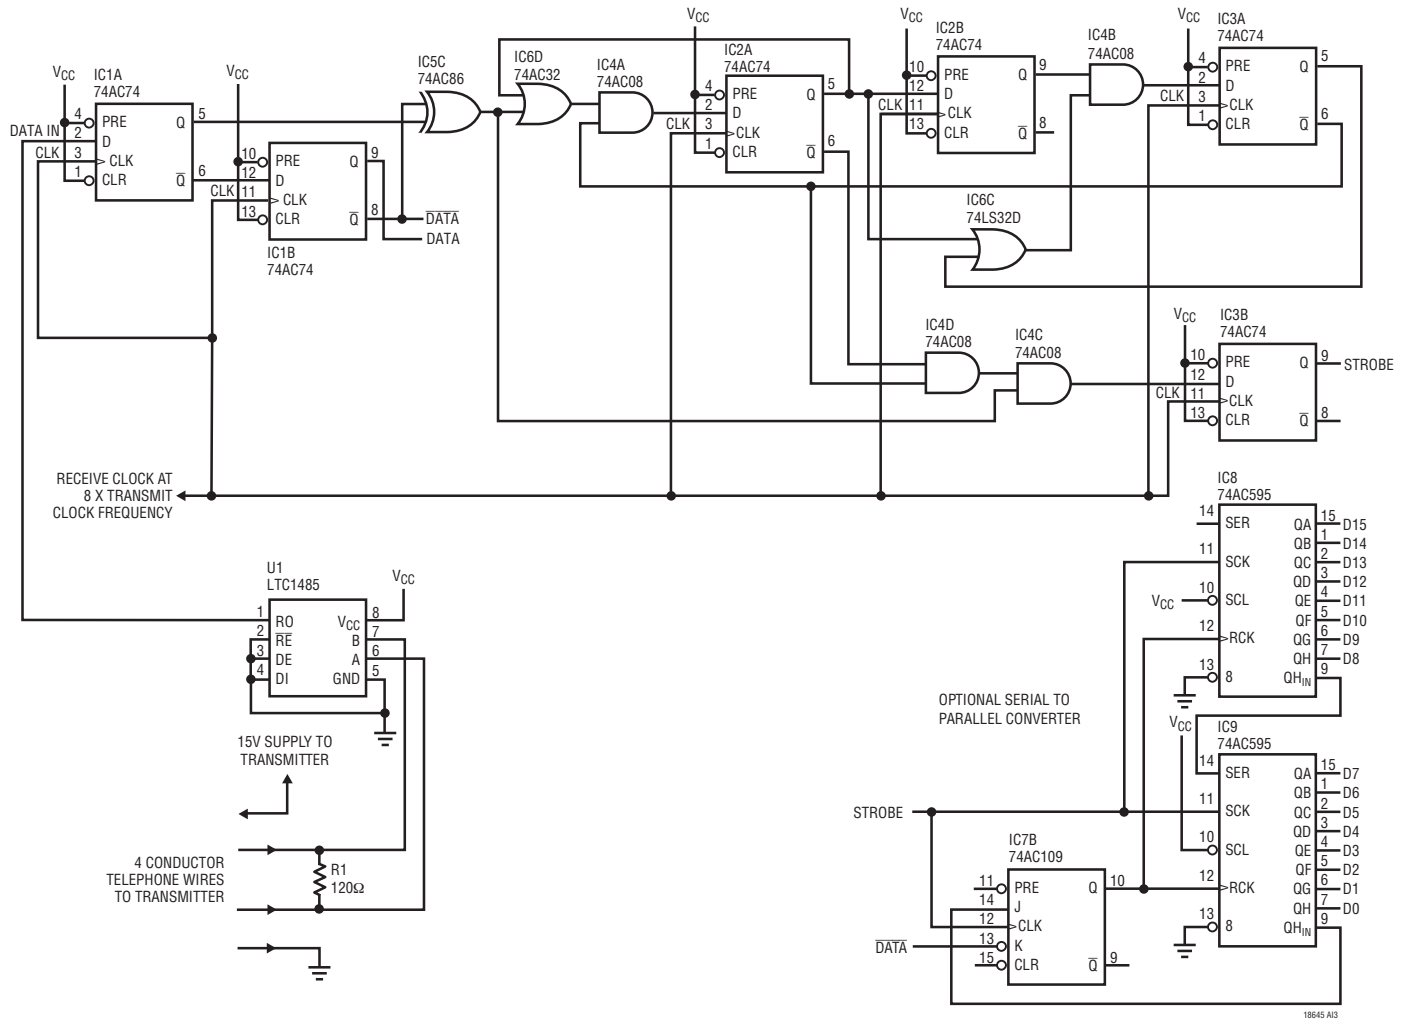 VCC
IC1A
74AC74
4
PRE
DATA IN
2
D
CLK
3
CLK
1
CLR
Q
5
Q
6
VCC
10
PRE
12
D
CLK
11
CLK
13
CLR
Q
9
Q
8
IC1B
74AC74
DATA
DATA
IC5C
74AC86
IC6D
74AC32
IC4A
74AC08
VCC
IC2A
74AC74
4
PRE
2
D
CLK
3
CLK
1
CLR
Q
5
Q
6
VCC
IC2B
74AC74
10
PRE
12
D
CLK
11
CLK
13
CLR
Q
9
Q
8
IC4B
74AC08
VCC
IC3A
74AC74
4
PRE
2
D
CLK
3
CLK
1
CLR
Q
5
Q
6
IC6C
74LS32D
IC4D
74AC08
IC4C
74AC08
VCC
IC3B
74AC74
10
PRE
12
D
CLK
11
CLK
13
CLR
Q
9
STROBE
Q
8
RECEIVE CLOCK AT
8 X TRANSMIT
CLOCK FREQUENCY
U1
LTC1485
VCC
1
RO
2
RE
3
DE
4
DI
VCC
8
B
7
A
6
GND
5
15V SUPPLY TO
TRANSMITTER
4 CONDUCTOR
TELEPHONE WIRES
TO TRANSMITTER
R1
120Ω
OPTIONAL SERIAL TO
PARALLEL CONVERTER
IC8
74AC595
14
SER
11
SCK
VCC
10
SCL
12
RCK
13
8
QA
15
D15
QB
1
D14
QC
2
D13
QD
3
D12
QE
4
D11
QF
5
D10
QG
6
D9
QH
7
D8
QHIN
9
VCC
IC9
74AC595
14
SER
11
SCK
10
SCL
12
RCK
13
8
QA
15
D7
QB
1
D6
QC
2
D5
QD
3
D4
QE
4
D3
QF
5
D2
QG
6
D1
QH
7
D0
QHIN
9
STROBE
IC7B
74AC109
11
PRE
14
J
12
CLK
DATA
13
K
15
CLR
Q
10
Q
9
18645 AI3